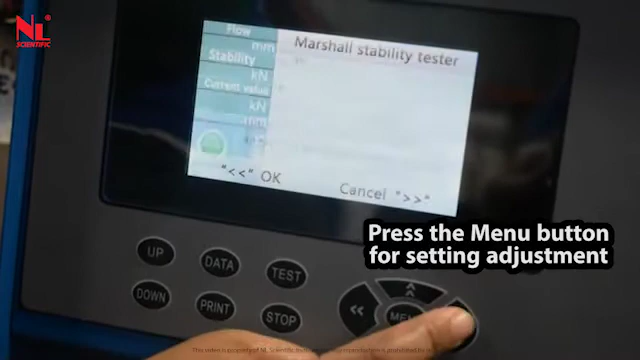 NL®
SCIENTIFIC
Flow
mm
Marshall stability tester
Stability
kN
Current value
kN
mm
"<<" OK
Cancel ">>"
Press the Menu button
for setting adjustment
UP
DATA
TEST
DOWN
PRINT
STOP
<<